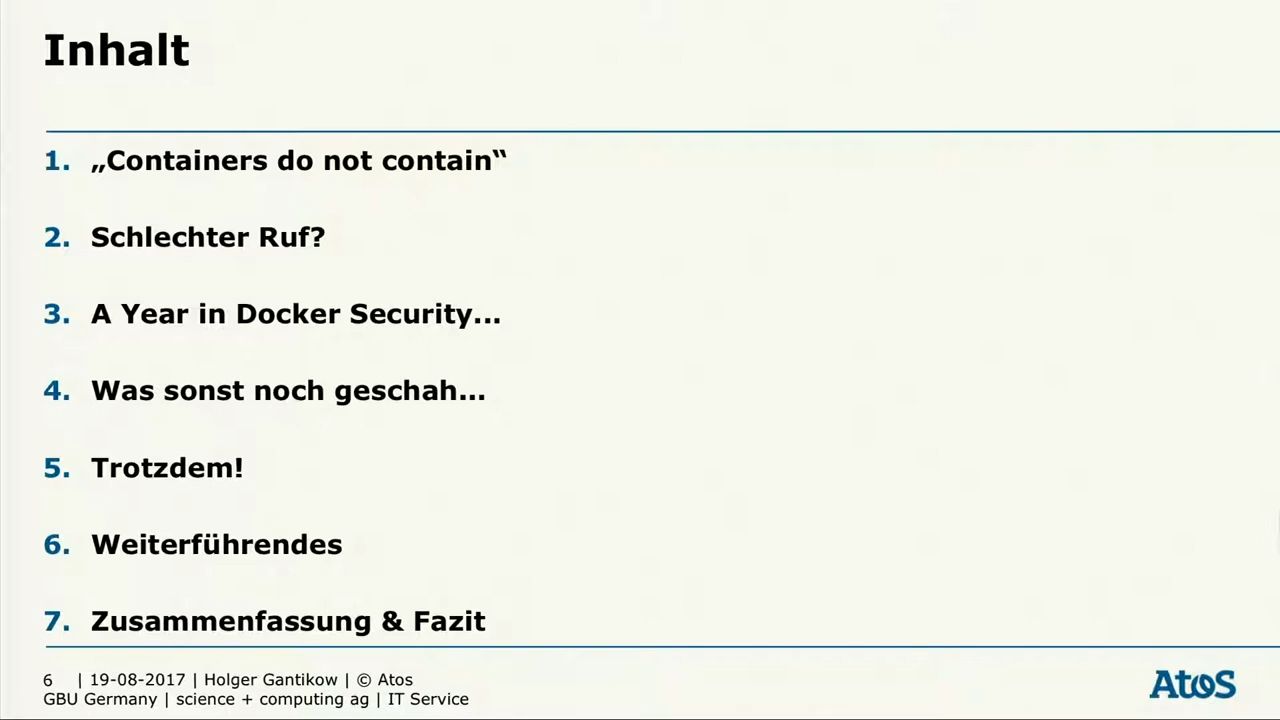 Inhalt
1. „Containers do not contain“
2. Schlechter Ruf?
3. A Year in Docker Security...
4. Was sonst noch geschah...
5. Trotzdem!
6. Weiterführendes
7. Zusammenfassung & Fazit
6 | 19-08-2017 | Holger Gantikow | © Atos
GBU Germany | science + computing ag | IT Service
Atos